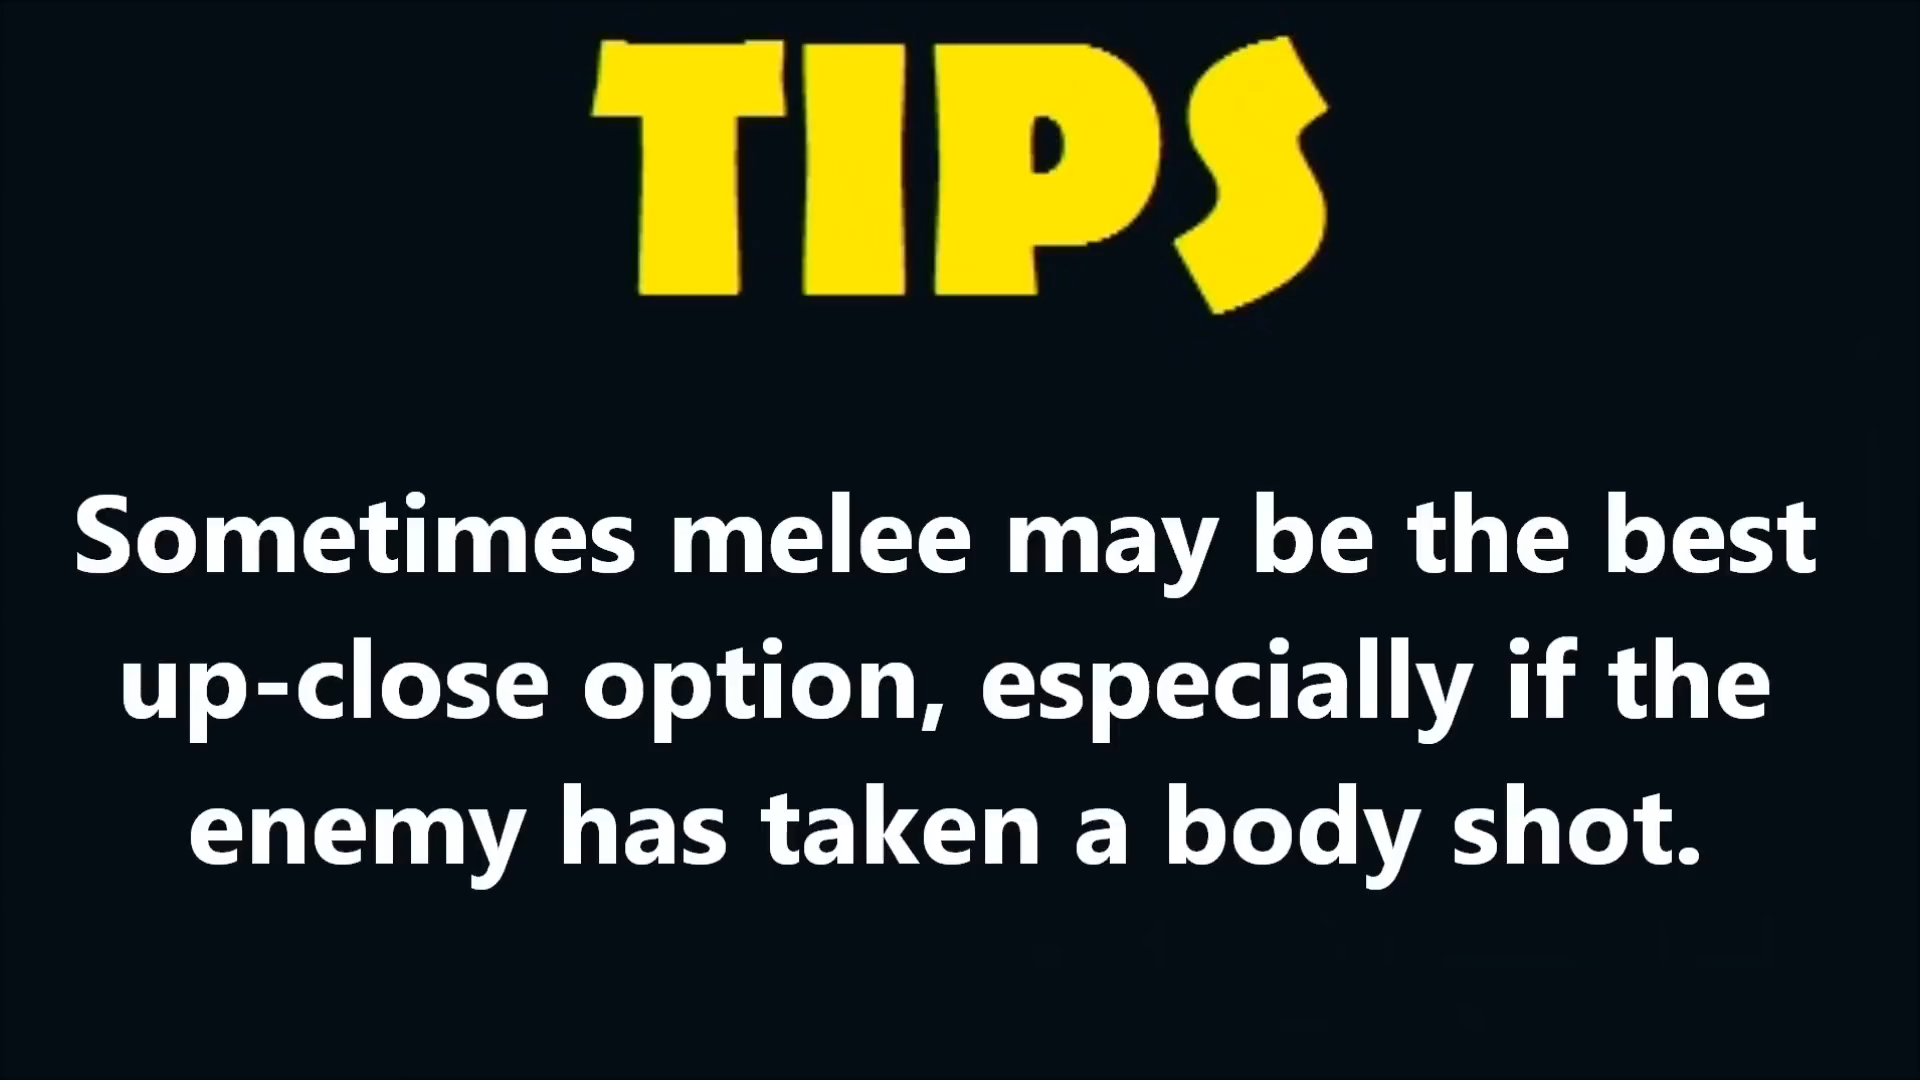 TIPS
Sometimes melee may be the best
up-close option, especially if the
enemy has taken a body shot.